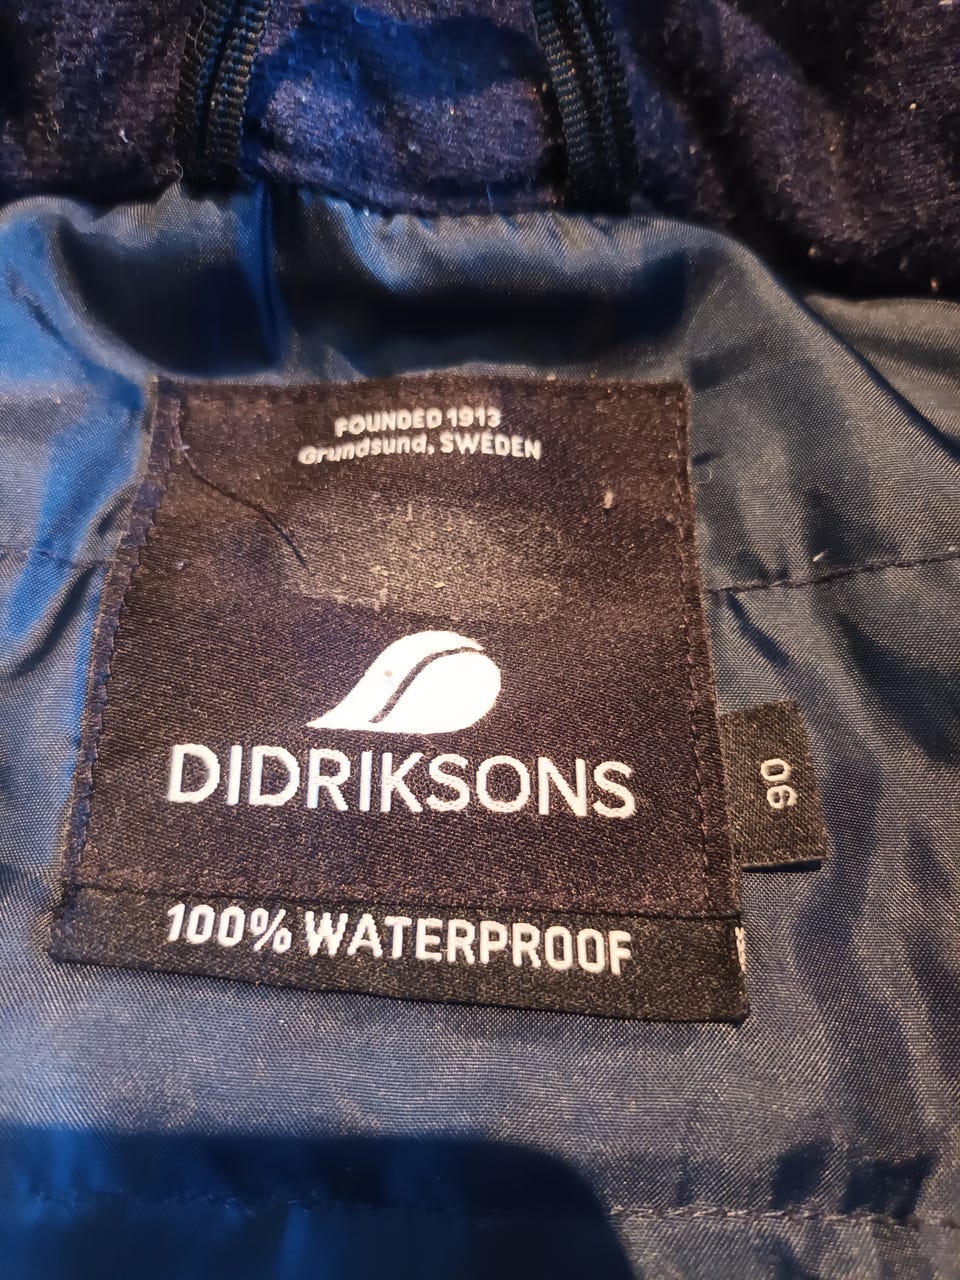 FOUNDED 1913
Grundsund, SWEDEN
DIDRIKSONS
90
100% WATERPROOF